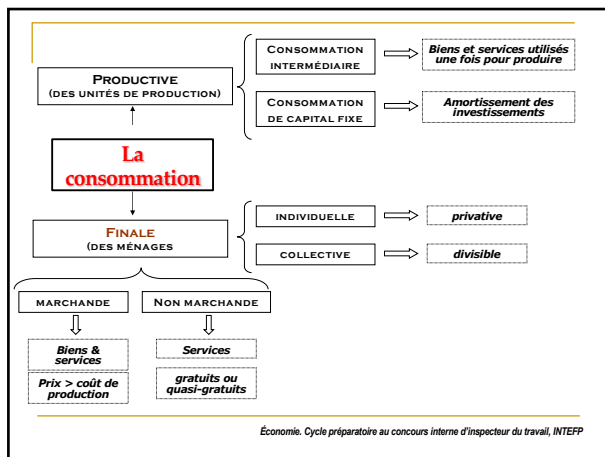 CONSOMMATION
INTERMÉDIAIRE
Biens et services utilisés
une fois pour produire
PRODUCTIVE
(DES UNITÉS DE PRODUCTION)
CONSOMMATION
DE CAPITAL FIXE
Amortissement des
investissements
La
consommation
FINALE
(DES MÉNAGES
INDIVIDUELLE
privative
COLLECTIVE
divisible
MARCHANDE
NON MARCHANDE
Biens &
services
Services
Prix > coût de
production
gratuits ou
quasi-gratuits
Économie. Cycle préparatoire au concours interne d'inspecteur du travail, INTEFP